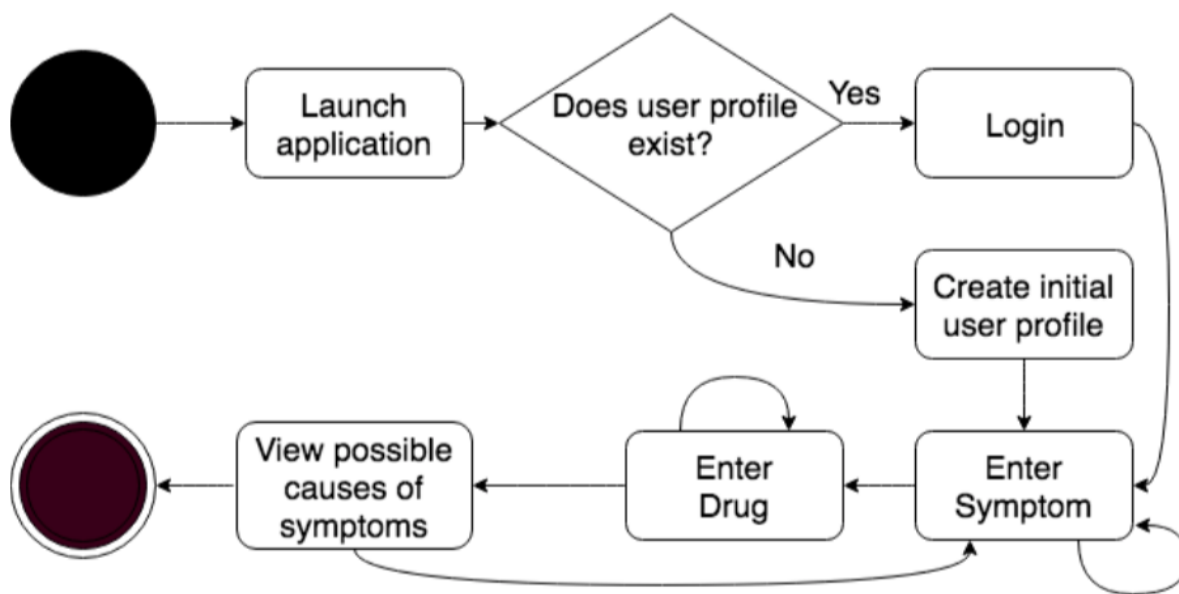 Launch
application
Does user profile
exist?
Yes
Login
No
Create initial
user profile
View possible
causes of
symptoms
Enter
Drug
Enter
Symptom